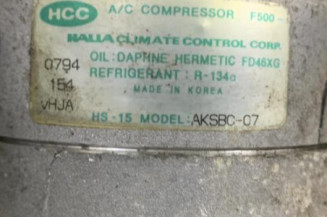 HCC A/C COMPRESSOR F500-
HALLA CLIMATE CONTROL CORP.
OIL: DAPHNE HERMETIC FD46XG
0794 REFRIGERANT: R-134a
154 MADE IN KOREA
VHJA
HS-15 MODEL: AKSBC-07